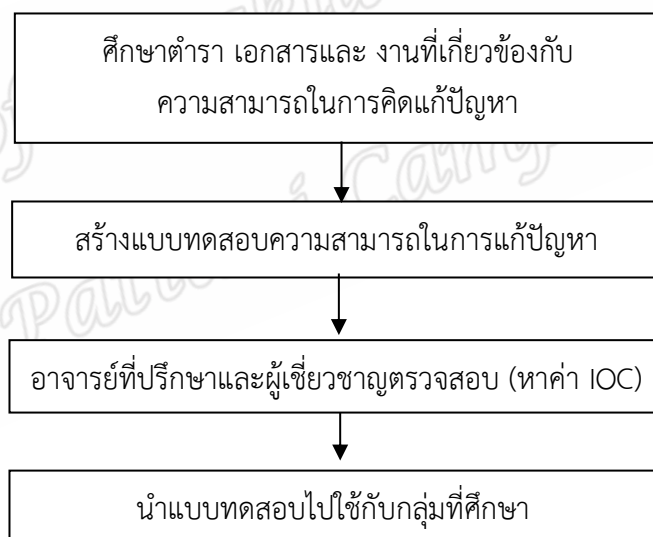 ศึกษาตำรา เอกสารและ งานที่เกี่ยวข้องกับ
ความสามารถในการคิดแก้ปัญหา
สร้างแบบทดสอบความสามารถในการแก้ปัญหา
อาจารย์ที่ปรึกษาและผู้เชี่ยวชาญตรวจสอบ (หาค่า IOC)
นำแบบทดสอบไปใช้กับกลุ่มที่ศึกษา